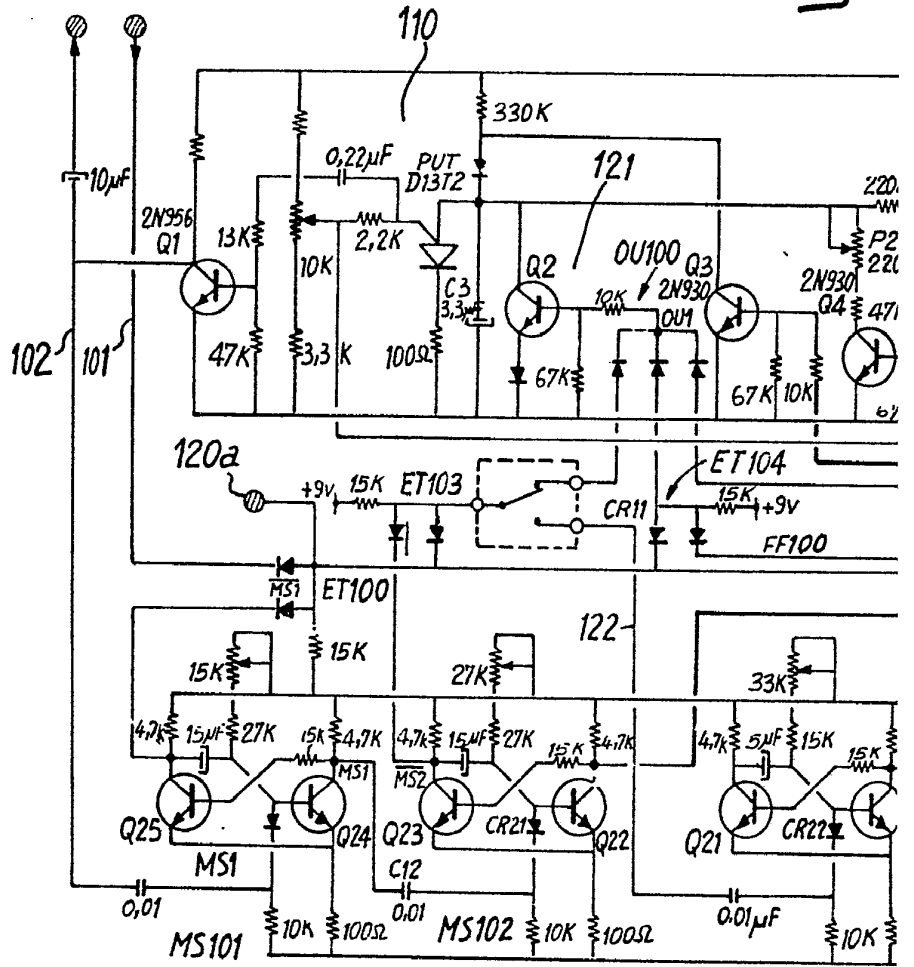 110
330K
0,22µF
PUT
D13T2
121
10µF
2N956
Q1
13K
2,2K
10K
C3
3,3µF
Q2
OU100
10K
OU1
Q3
2N930
P2
220
2N930
Q4
47K
102
101
47K
3,3K
100Ω
67K
67K
10K
120a
+9v
15K
ET103
CR11
ET104
15K
+9v
FF100
MS1
ET100
15K
15K
27K
122
33K
4,7K
15µF
27K
15K
4,7K
MS1
4,7K
MS2
15µF
27K
15K
4,7K
4,7K
5µF
15K
15K
Q25
Q24
Q23
CR21
Q22
Q21
CR22
MS1
0,01
C12
0,01
0,01µF
MS101
10K
100Ω
MS102
10K
100Ω
10K